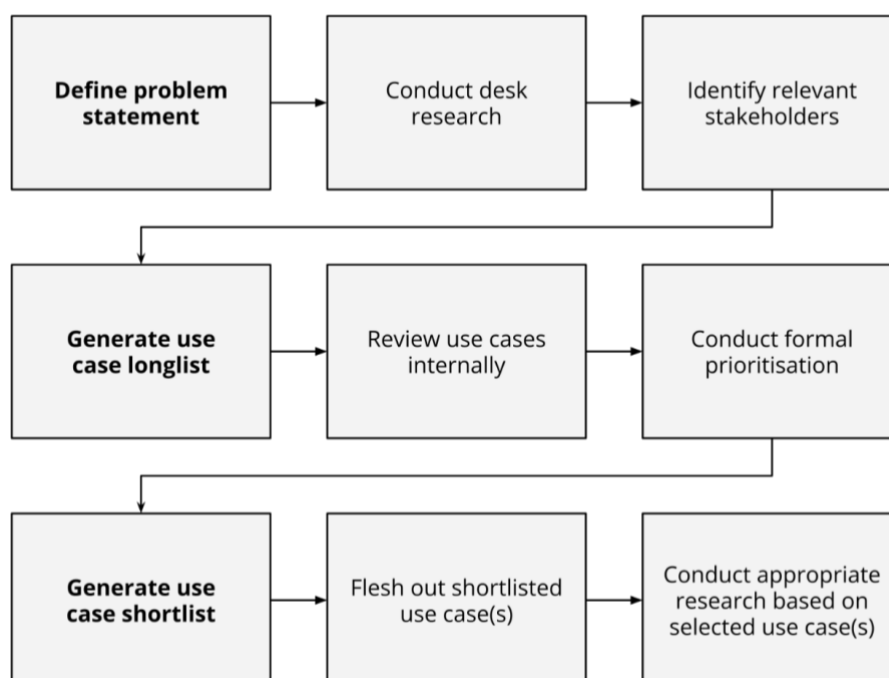 Define problem
statement
Conduct desk
research
Identify relevant
stakeholders
Generate use
case longlist
Review use cases
internally
Conduct formal
prioritisation
Generate use
case shortlist
Flesh out shortlisted
use case(s)
Conduct appropriate
research based on
selected use case(s)